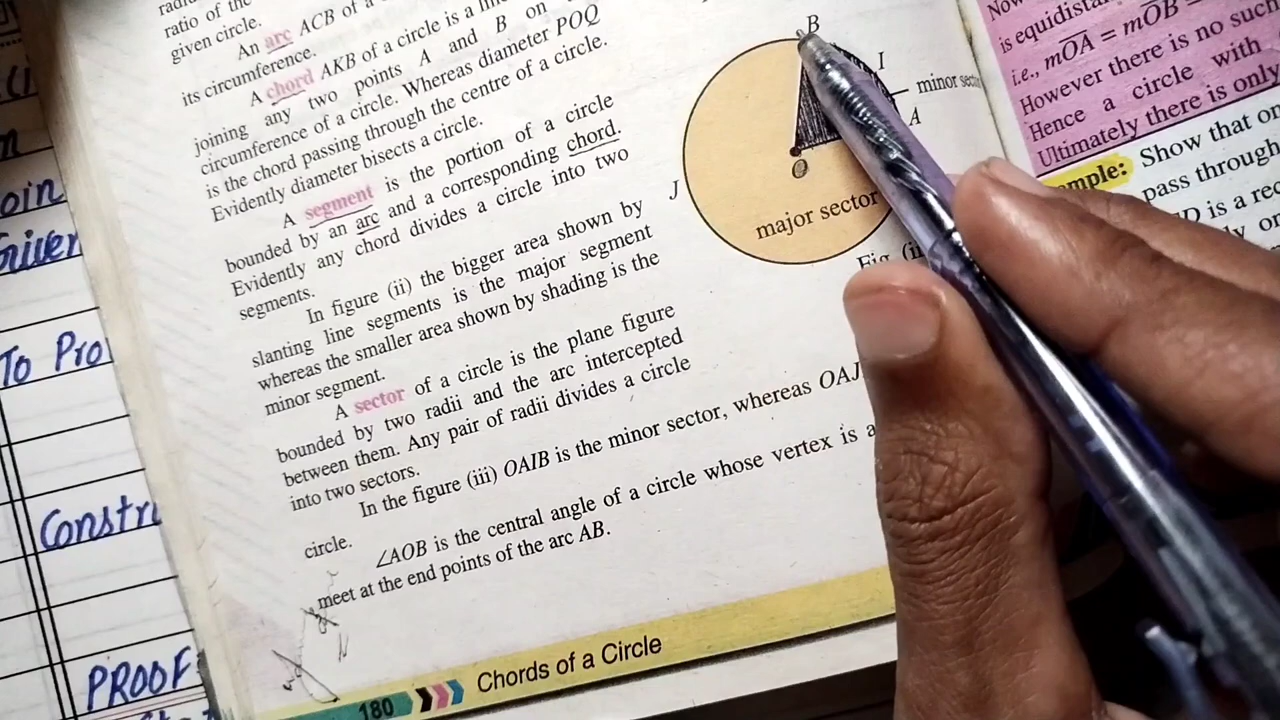 ratio of the
given circle.
An arc ACB of a
its circumference.
A chord AKB of a circle is a
joining any two points A and B on
circumference of a circle. Whereas diameter POQ
is the chord passing through the centre of a circle.
Evidently diameter bisects a circle.
A segment is the portion of a circle
bounded by an arc and a corresponding chord.
Evidently any chord divides a circle into two
segments.
In figure (ii) the bigger area shown by
slanting line segments is the major segment
whereas the smaller area shown by shading is the
minor segment.
A sector of a circle is the plane figure
bounded by two radii and the arc intercepted
between them. Any pair of radii divides a circle
into two sectors.
In the figure (iii) OAIB is the minor sector, whereas OAJ
circle.
∠AOB is the central angle of a circle whose vertex is a
meet at the end points of the arc AB.
180 Chords of a Circle
B
I
minor sec
A
O
J
major sector
Fig (i
Now
is equidista
i.e., mOA = mOB =
However there is no such
Hence a circle with
Ultimately there is only
mple: Show that on
pass through
D is a rec
ly on
oin
Given
To Pro
Constru
PROOF